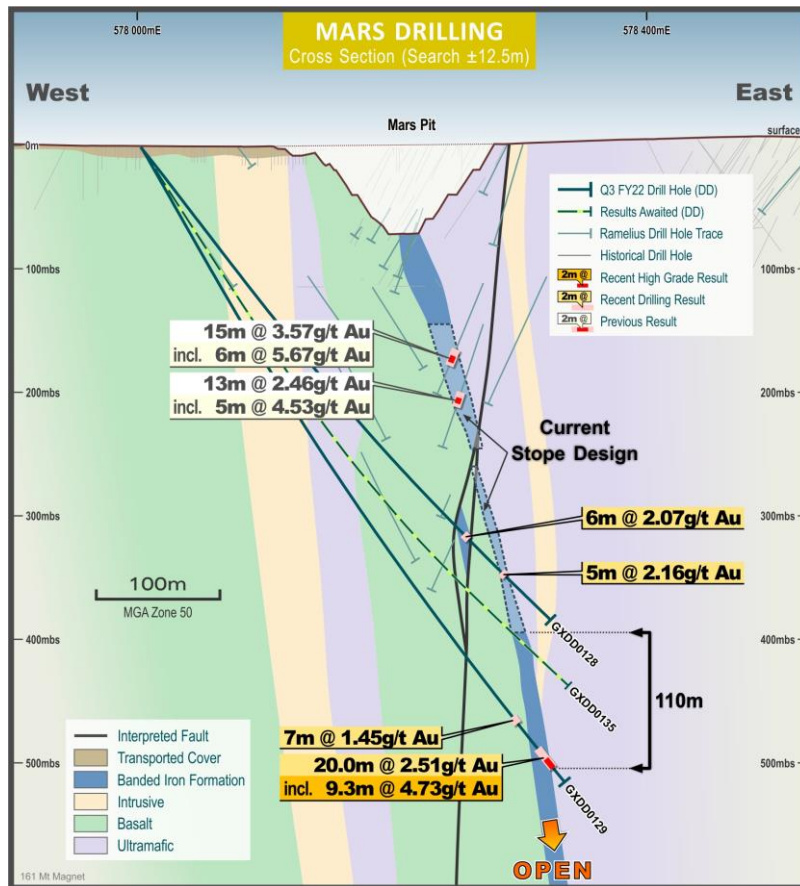 MARS DRILLING
Cross Section (Search ±12.5m)
578 000mE
578 400mE
West
East
Mars Pit
surface
0m
100mbs
200mbs
300mbs
400mbs
500mbs
Q3 FY22 Drill Hole (DD)
Results Awaited (DD)
Ramelius Drill Hole Trace
Historical Drill Hole
2m @ Recent High Grade Result
2m @ Recent Drilling Result
2m @ Previous Result
15m @ 3.57g/t Au
incl. 6m @ 5.67g/t Au
13m @ 2.46g/t Au
incl. 5m @ 4.53g/t Au
Current
Stope Design
6m @ 2.07g/t Au
5m @ 2.16g/t Au
100m
MGA Zone 50
GXDD0128
GXDD0135
110m
7m @ 1.45g/t Au
20.0m @ 2.51g/t Au
incl. 9.3m @ 4.73g/t Au
GXDD0129
Interpreted Fault
Transported Cover
Banded Iron Formation
Intrusive
Basalt
Ultramafic
OPEN
161 Mt Magnet